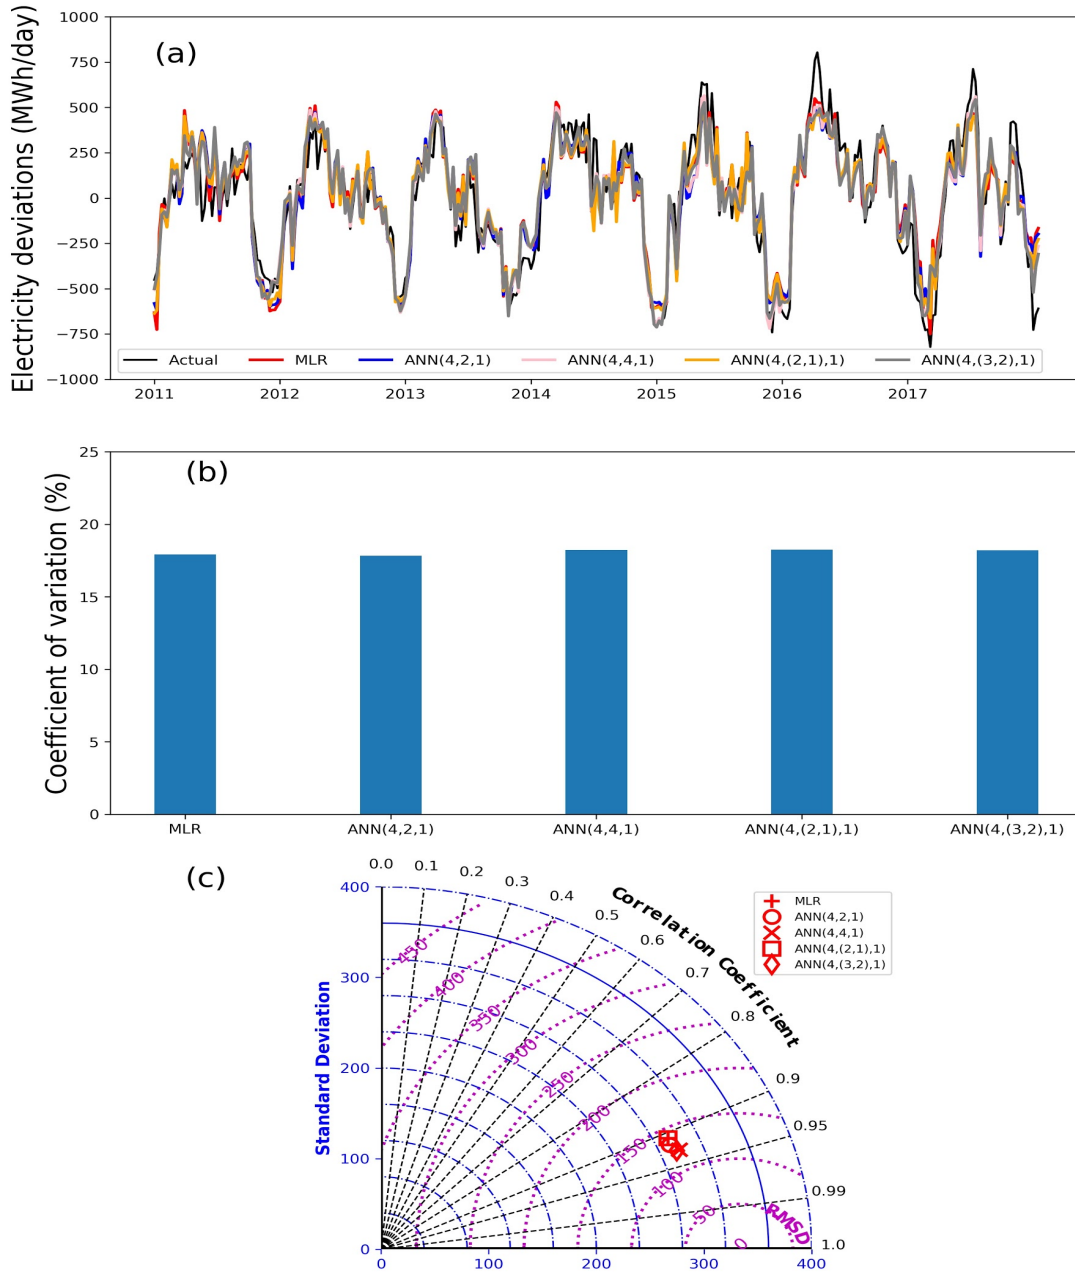 (a)
Electricity deviations (MWh/day)
1000
750
500
250
0
−250
−500
−750
−1000
Actual MLR ANN(4,2,1) ANN(4,4,1) ANN(4,(2,1),1) ANN(4,(3,2),1)
2011 2012 2013 2014 2015 2016 2017
(b)
Coefficient of variation (%)
25
20
15
10
5
0
MLR ANN(4,2,1) ANN(4,4,1) ANN(4,(2,1),1) ANN(4,(3,2),1)
(c)
Standard Deviation
400
300
200
100
0
0 100 200 300 400
0.0 0.1 0.2 0.3 0.4 0.5 0.6 0.7 0.8 0.9 0.95 0.99 1.0
Correlation Coefficient
450
400
350
300
250
200
150
100
50
0
RMSD
MLR
ANN(4,2,1)
ANN(4,4,1)
ANN(4,(2,1),1)
ANN(4,(3,2),1)